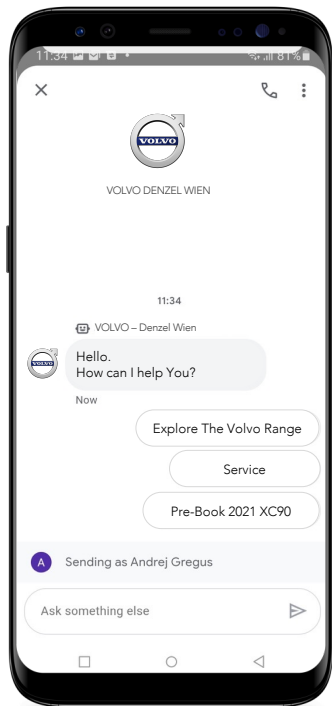 11:34
81%
VOLVO
VOLVO DENZEL WIEN
11:34
VOLVO – Denzel Wien
VOLVO
Hello.
How can I help You?
Now
Explore The Volvo Range
Service
Pre-Book 2021 XC90
A Sending as Andrej Gregus
Ask something else